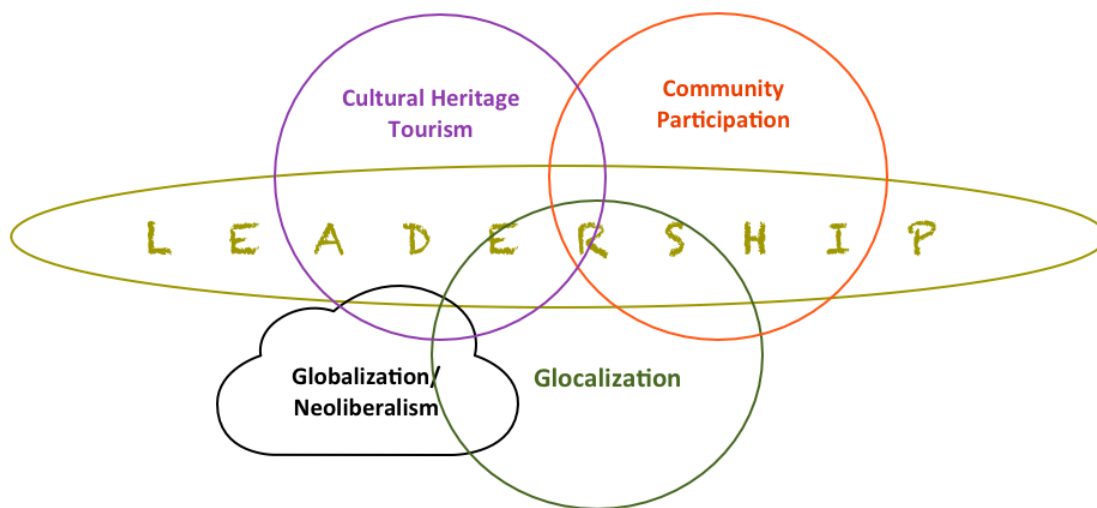 Cultural Heritage
Tourism
Community
Participation
L E A D E R S H I P
Globalization/
Neoliberalism
Glocalization